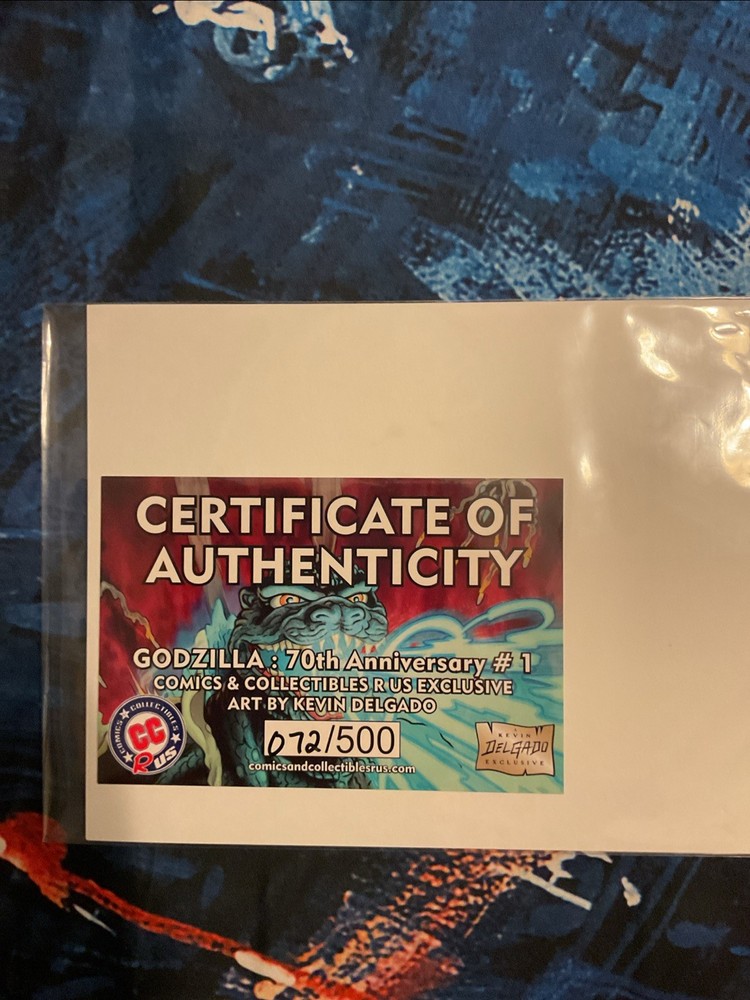 CERTIFICATE OF
AUTHENTICITY
GODZILLA : 70th Anniversary # 1
COMICS & COLLECTIBLES R US EXCLUSIVE
ART BY KEVIN DELGADO
COMICS & COLLECTIBLES
CC
R US
072/500
comicsandcollectiblesrus.com
KEVIN
DELGADO
EXCLUSIVE